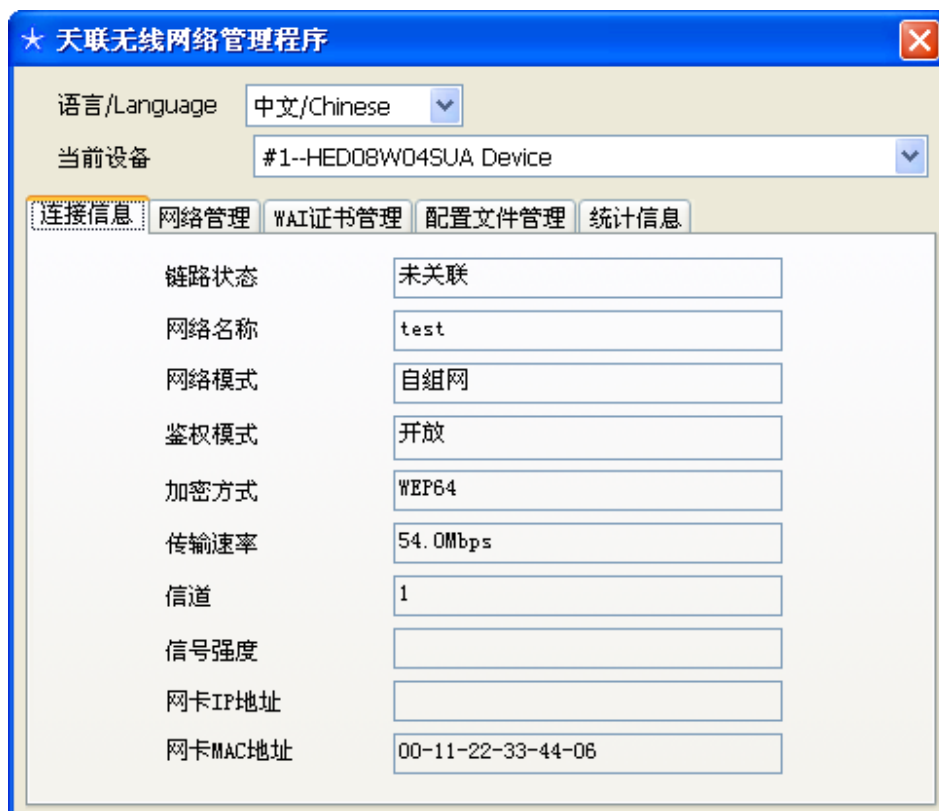 天联无线网络管理程序
语言/Language 中文/Chinese
当前设备 #1--HED08W04SUA Device
连接信息 网络管理 WAI证书管理 配置文件管理 统计信息
链路状态 未关联
网络名称 test
网络模式 自组网
鉴权模式 开放
加密方式 WEP64
传输速率 54.0Mbps
信道 1
信号强度
网卡IP地址
网卡MAC地址 00-11-22-33-44-06